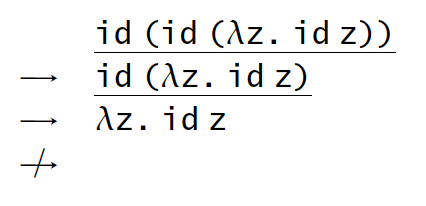 id (id (λz. id z))
⟶ id (λz. id z)
⟶ λz. id z
↛